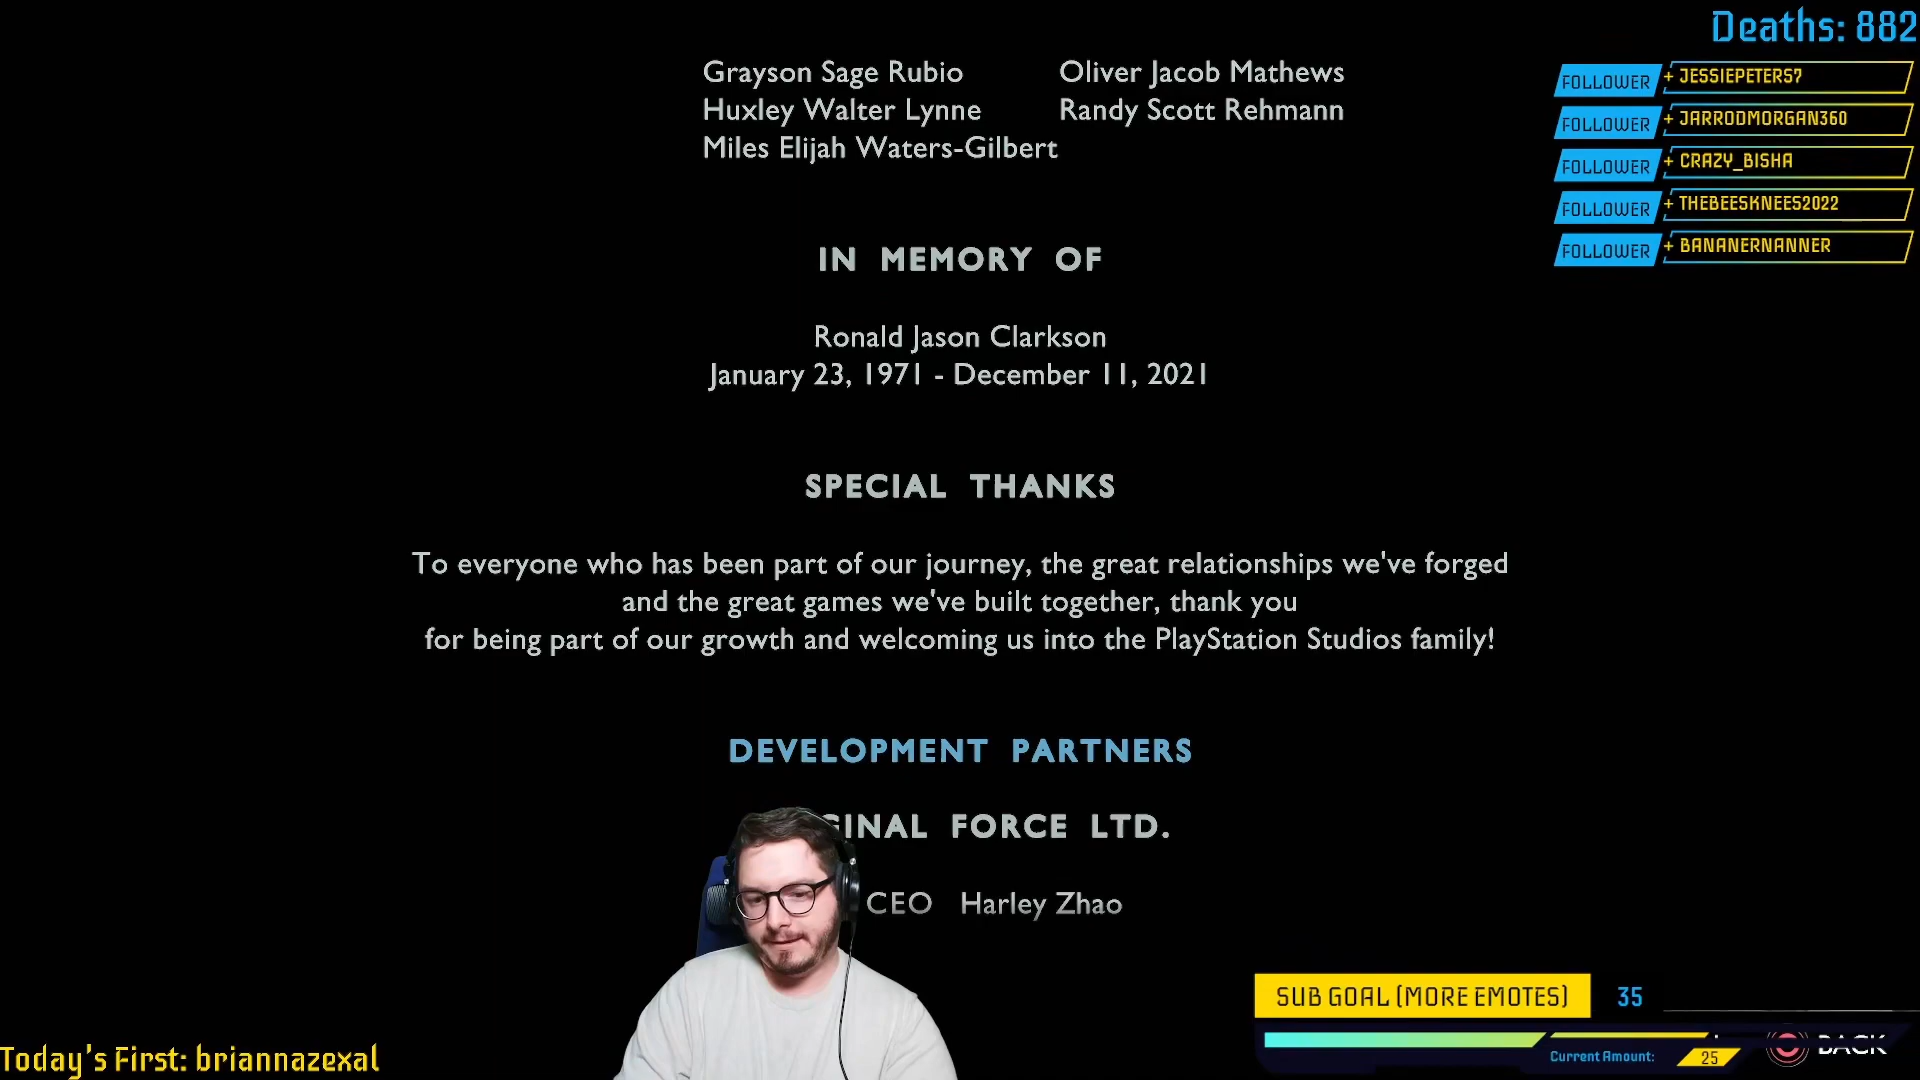 Deaths: 882
Grayson Sage Rubio Oliver Jacob Mathews
Huxley Walter Lynne Randy Scott Rehmann
Miles Elijah Waters-Gilbert
FOLLOWER + JESSIEPETERS7
FOLLOWER + JARRODMORGAN360
FOLLOWER + CRAZY_BISHA
FOLLOWER + THEBEESKNEES2022
FOLLOWER + BANANERNANNER
IN MEMORY OF
Ronald Jason Clarkson
January 23, 1971 - December 11, 2021
SPECIAL THANKS
To everyone who has been part of our journey, the great relationships we've forged
and the great games we've built together, thank you
for being part of our growth and welcoming us into the PlayStation Studios family!
DEVELOPMENT PARTNERS
GINAL FORCE LTD.
CEO Harley Zhao
SUB GOAL (MORE EMOTES) 35
Current Amount: 25
BACK
Today's First: briannazexal